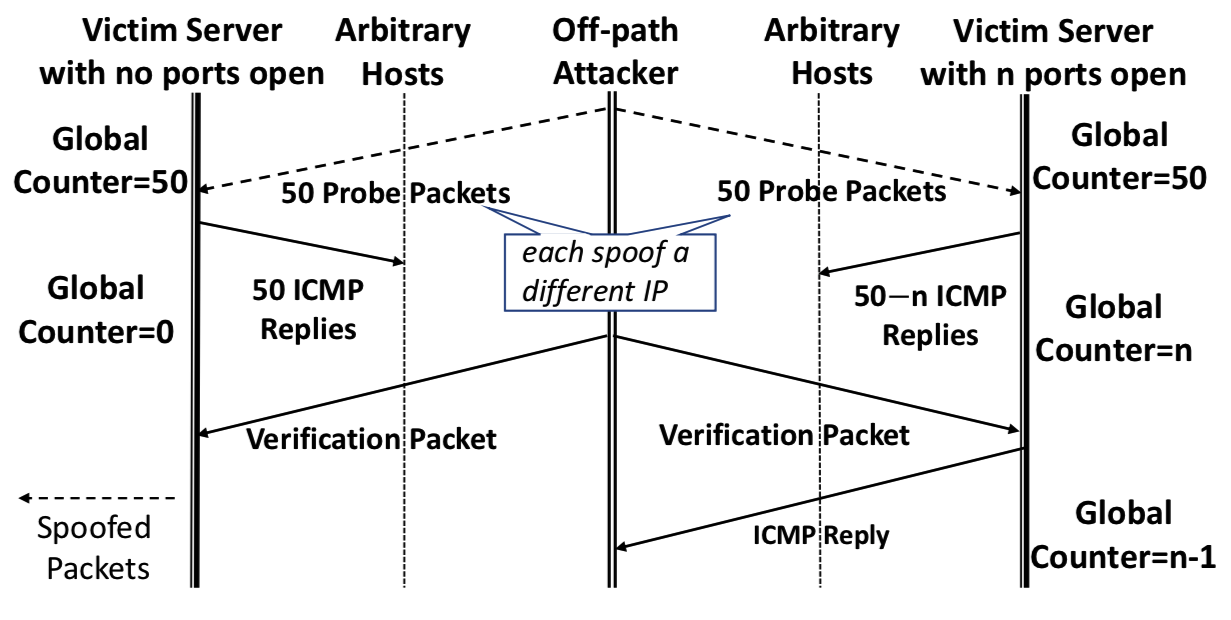 Victim Server
with no ports open
Arbitrary
Hosts
Off-path
Attacker
Arbitrary
Hosts
Victim Server
with n ports open
Global
Counter=50
Global
Counter=50
50 Probe Packets
50 Probe Packets
each spoof a
different IP
Global
Counter=0
50 ICMP
Replies
50−n ICMP
Replies
Global
Counter=n
Verification Packet
Verification Packet
Spoofed
Packets
ICMP Reply
Global
Counter=n-1